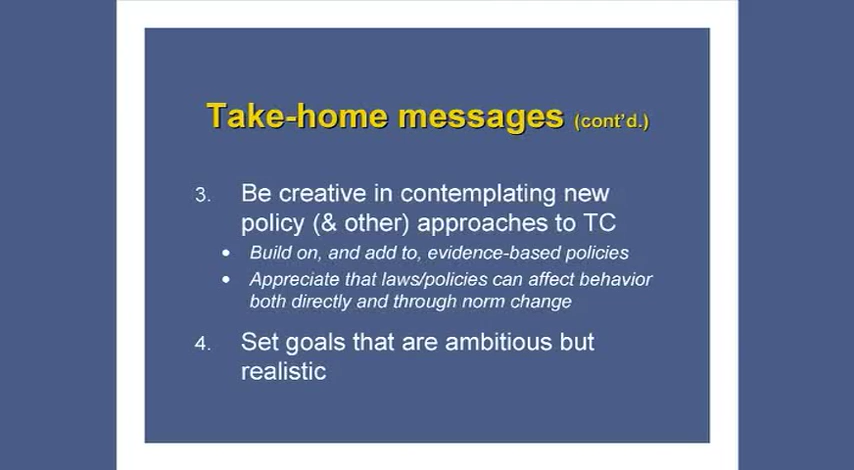 Take-home messages (cont'd.)
3. Be creative in contemplating new
policy (& other) approaches to TC
• Build on, and add to, evidence-based policies
• Appreciate that laws/policies can affect behavior
both directly and through norm change
4. Set goals that are ambitious but
realistic